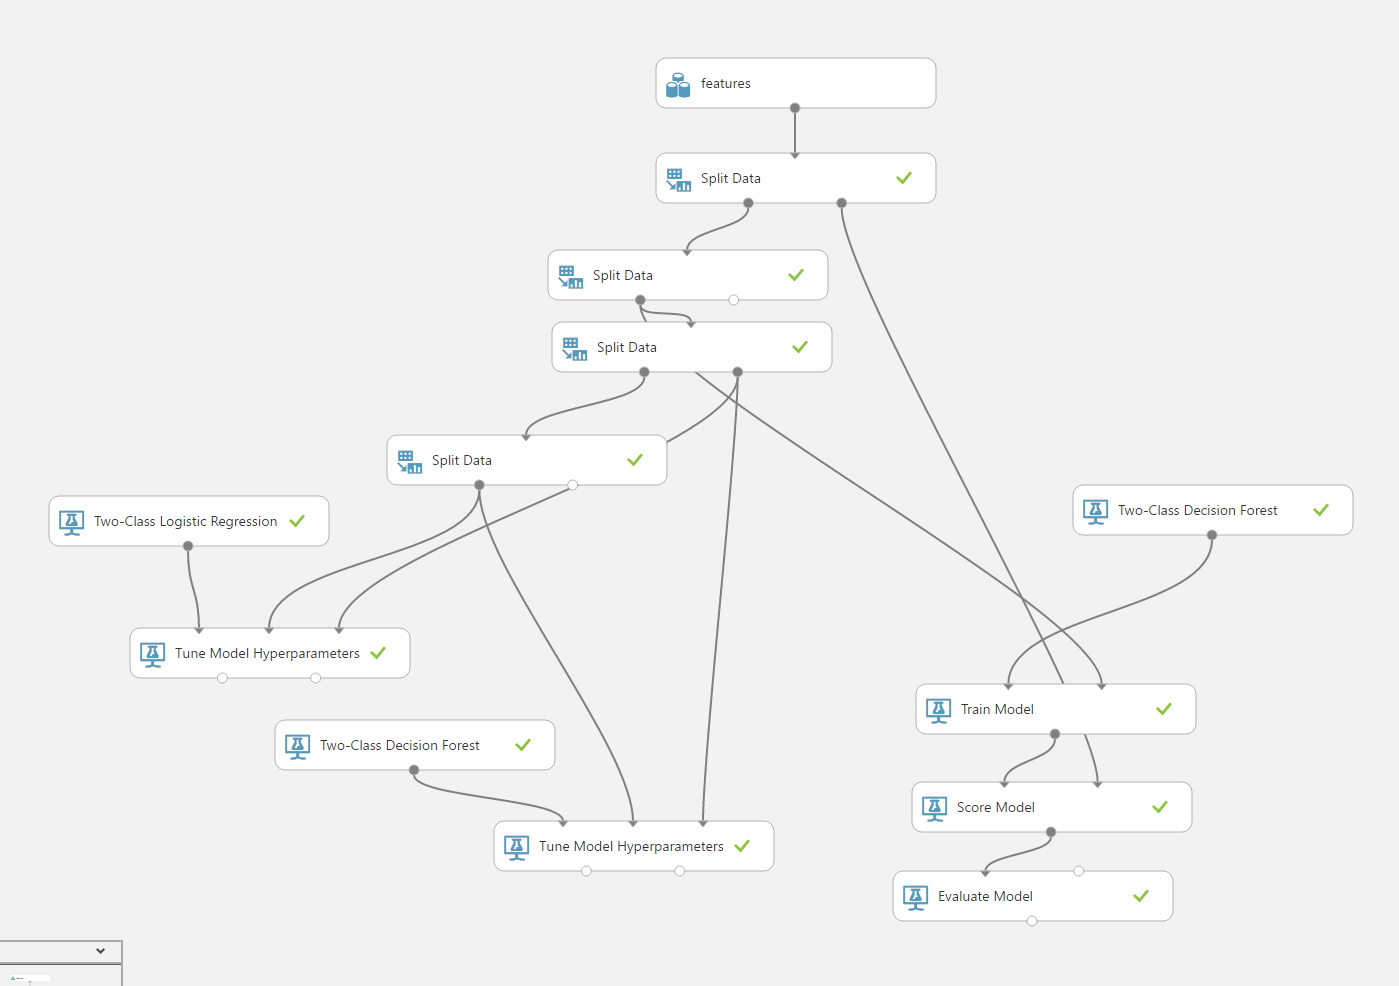 features
Split Data
Split Data
Split Data
Split Data
Two-Class Logistic Regression
Two-Class Decision Forest
Tune Model Hyperparameters
Train Model
Two-Class Decision Forest
Score Model
Tune Model Hyperparameters
Evaluate Model